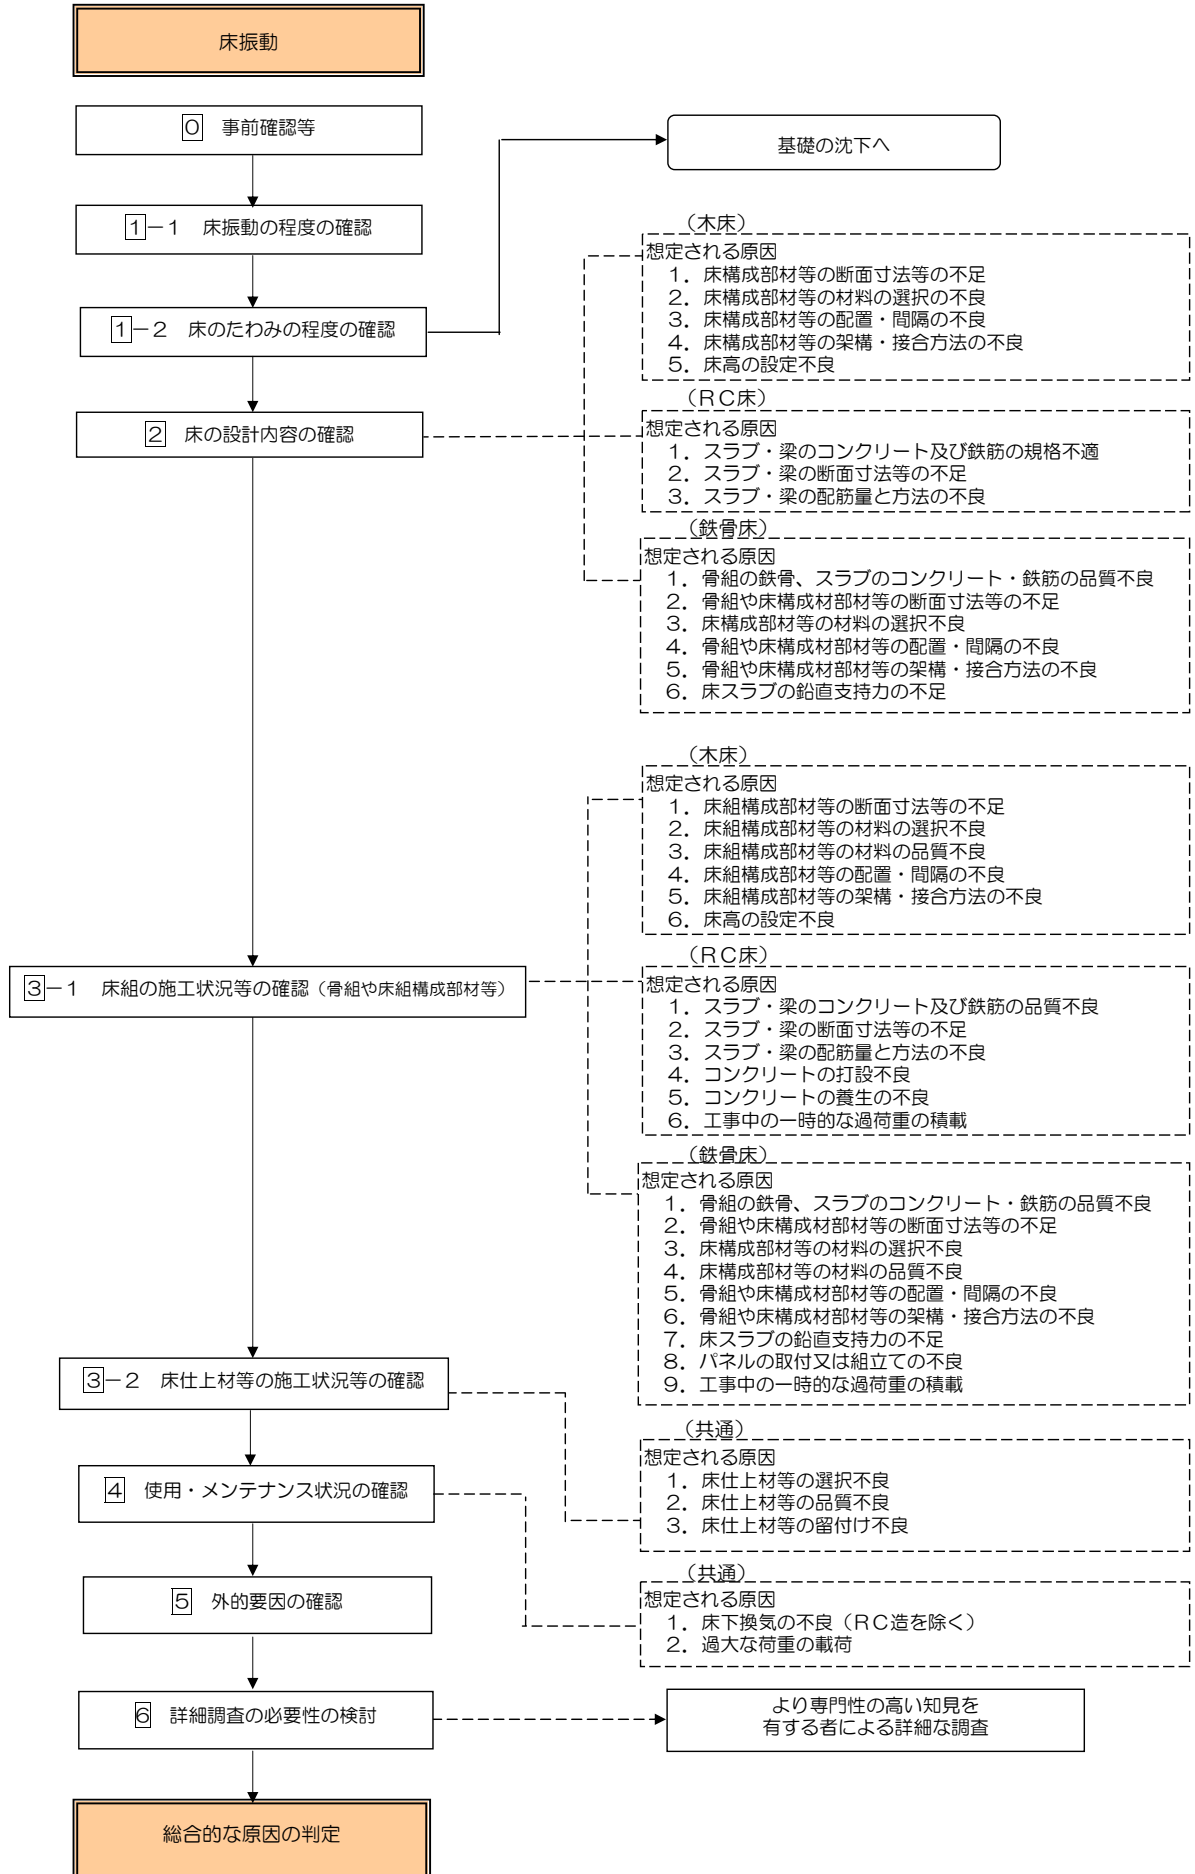 床振動
0 事前確認等
基礎の沈下へ
1－1 床振動の程度の確認
1－2 床のたわみの程度の確認
（木床）
想定される原因
1．床構成部材等の断面寸法等の不足
2．床構成部材等の材料の選択の不良
3．床構成部材等の配置・間隔の不良
4．床構成部材等の架構・接合方法の不良
5．床高の設定不良
2 床の設計内容の確認
（RC床）
想定される原因
1．スラブ・梁のコンクリート及び鉄筋の規格不適
2．スラブ・梁の断面寸法等の不足
3．スラブ・梁の配筋量と方法の不良
（鉄骨床）
想定される原因
1．骨組の鉄骨、スラブのコンクリート・鉄筋の品質不良
2．骨組や床構成材部材等の断面寸法等の不足
3．床構成部材等の材料の選択不良
4．骨組や床構成材部材等の配置・間隔の不良
5．骨組や床構成材部材等の架構・接合方法の不良
6．床スラブの鉛直支持力の不足
（木床）
想定される原因
1．床組構成部材等の断面寸法等の不足
2．床組構成部材等の材料の選択不良
3．床組構成部材等の材料の品質不良
4．床組構成部材等の配置・間隔の不良
5．床組構成部材等の架構・接合方法の不良
6．床高の設定不良
3－1 床組の施工状況等の確認（骨組や床組構成部材等）
（RC床）
想定される原因
1．スラブ・梁のコンクリート及び鉄筋の品質不良
2．スラブ・梁の断面寸法等の不足
3．スラブ・梁の配筋量と方法の不良
4．コンクリートの打設不良
5．コンクリートの養生の不良
6．工事中の一時的な過荷重の積載
（鉄骨床）
想定される原因
1．骨組の鉄骨、スラブのコンクリート・鉄筋の品質不良
2．骨組や床構成材部材等の断面寸法等の不足
3．床構成部材等の材料の選択不良
4．床構成部材等の材料の品質不良
5．骨組や床構成材部材等の配置・間隔の不良
6．骨組や床構成材部材等の架構・接合方法の不良
7．床スラブの鉛直支持力の不足
8．パネルの取付又は組立ての不良
9．工事中の一時的な過荷重の積載
3－2 床仕上材等の施工状況等の確認
（共通）
想定される原因
1．床仕上材等の選択不良
2．床仕上材等の品質不良
3．床仕上材等の留付け不良
4 使用・メンテナンス状況の確認
（共通）
想定される原因
1．床下換気の不良（RC造を除く）
2．過大な荷重の載荷
5 外的要因の確認
6 詳細調査の必要性の検討
より専門性の高い知見を
有する者による詳細な調査
総合的な原因の判定